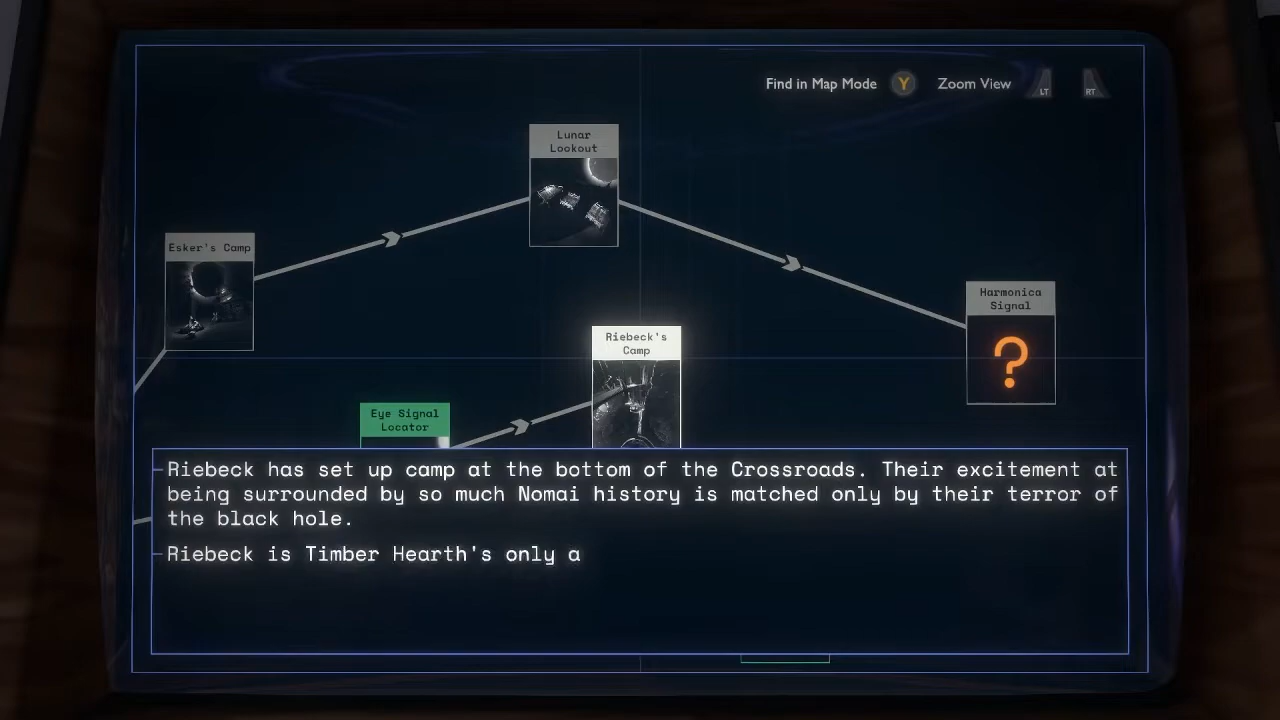 Find in Map Mode Y Zoom View LT RT
Lunar
Lookout
Esker's Camp
Harmonica
Signal
?
Riebeck's
Camp
Eye Signal
Locator
Riebeck has set up camp at the bottom of the Crossroads. Their excitement at
being surrounded by so much Nomai history is matched only by their terror of
the black hole.
Riebeck is Timber Hearth's only a